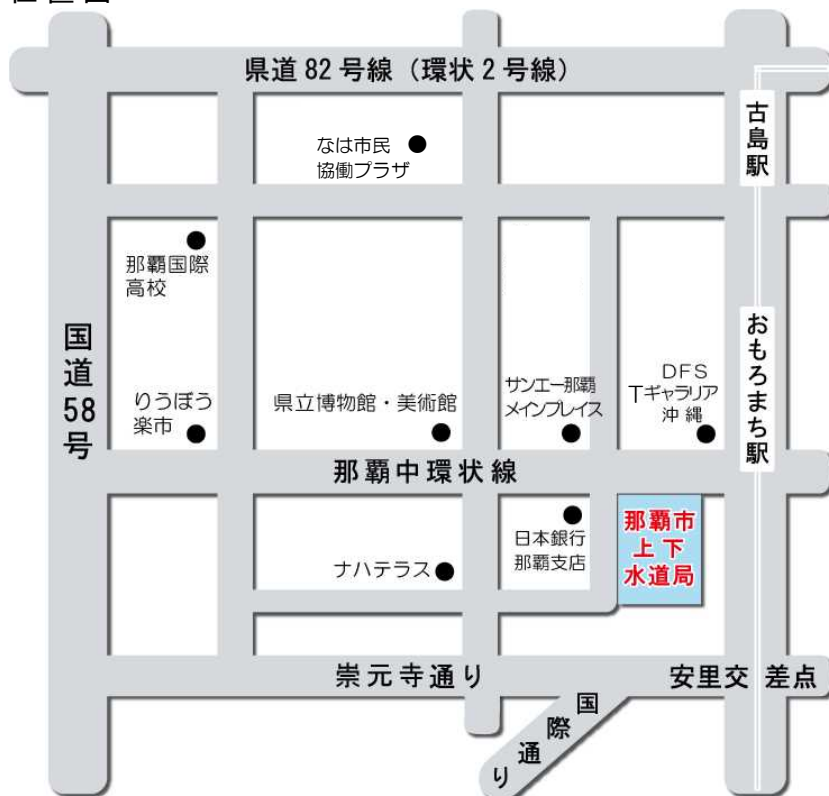 位置図
県道82号線（環状2号線）
古島駅
なは市民
協働プラザ
那覇国際
高校
国道58号
りうぼう
楽市
県立博物館・美術館
サンエー那覇
メインプレイス
DFS
Tギャラリア
沖縄
おもろまち駅
那覇中環状線
日本銀行
那覇支店
那覇市
上下
水道局
ナハテラス
崇元寺通り
安里交差点
国際通り